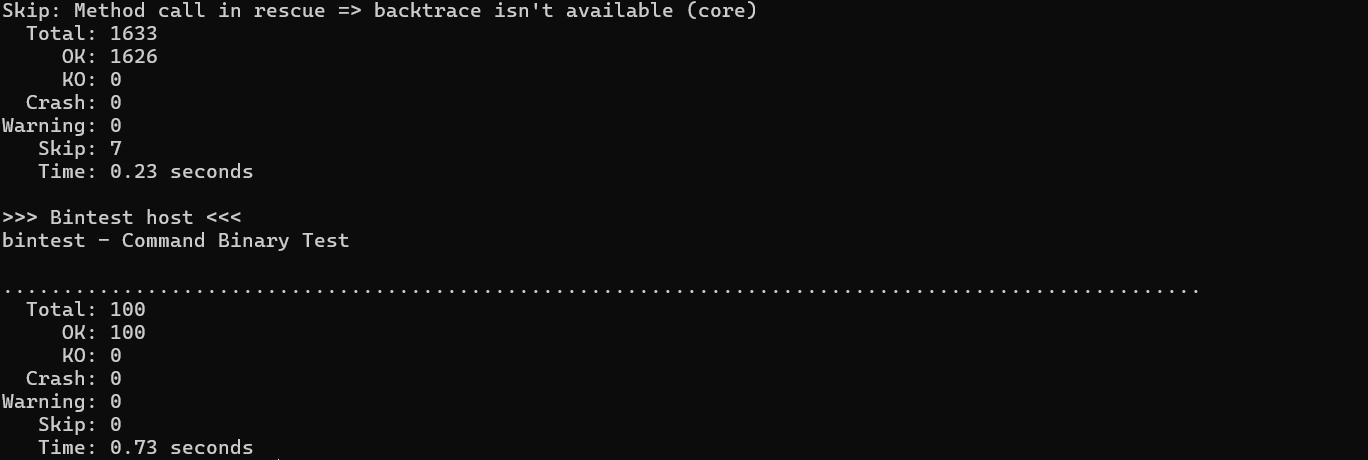 Skip: Method call in rescue => backtrace isn't available (core)
  Total: 1633
     OK: 1626
     KO: 0
  Crash: 0
Warning: 0
   Skip: 7
   Time: 0.23 seconds

>>> Bintest host <<<
bintest - Command Binary Test

....................................................................................................
  Total: 100
     OK: 100
     KO: 0
  Crash: 0
Warning: 0
   Skip: 0
   Time: 0.73 seconds